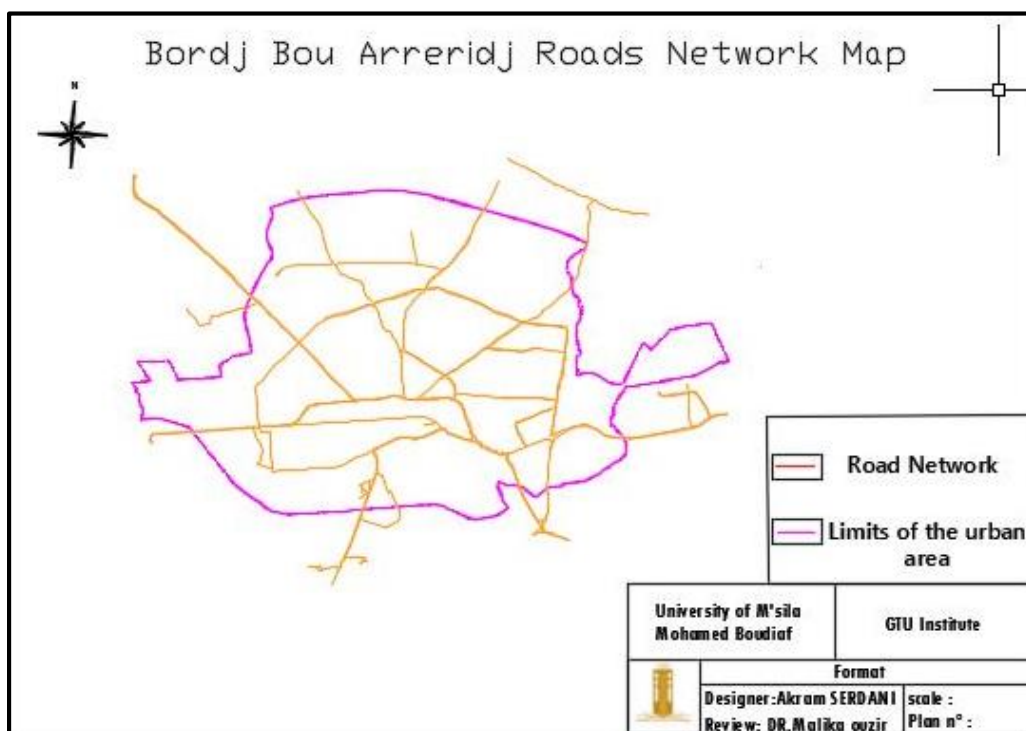 Bordj Bou Arreridj Roads Network Map
N
Road Network
Limits of the urban
area
University of M'sila
Mohamed Boudiaf
GTU Institute
Format
Designer:Akram SERDANI
scale :
Review: DR.Malika ouzir
Plan n° :